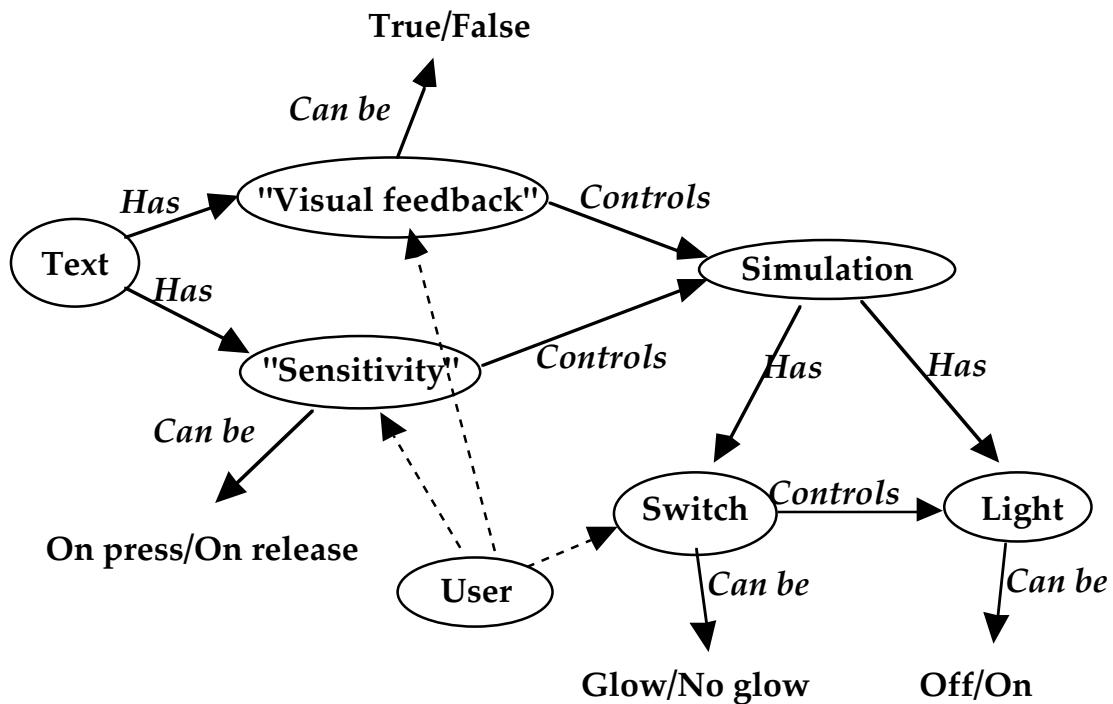 True/False
Can be
Has
"Visual feedback"
Controls
Text
Simulation
Has
"Sensitivity"
Controls
Has
Has
Can be
Switch
Controls
Light
On press/On release
User
Can be
Can be
Glow/No glow
Off/On